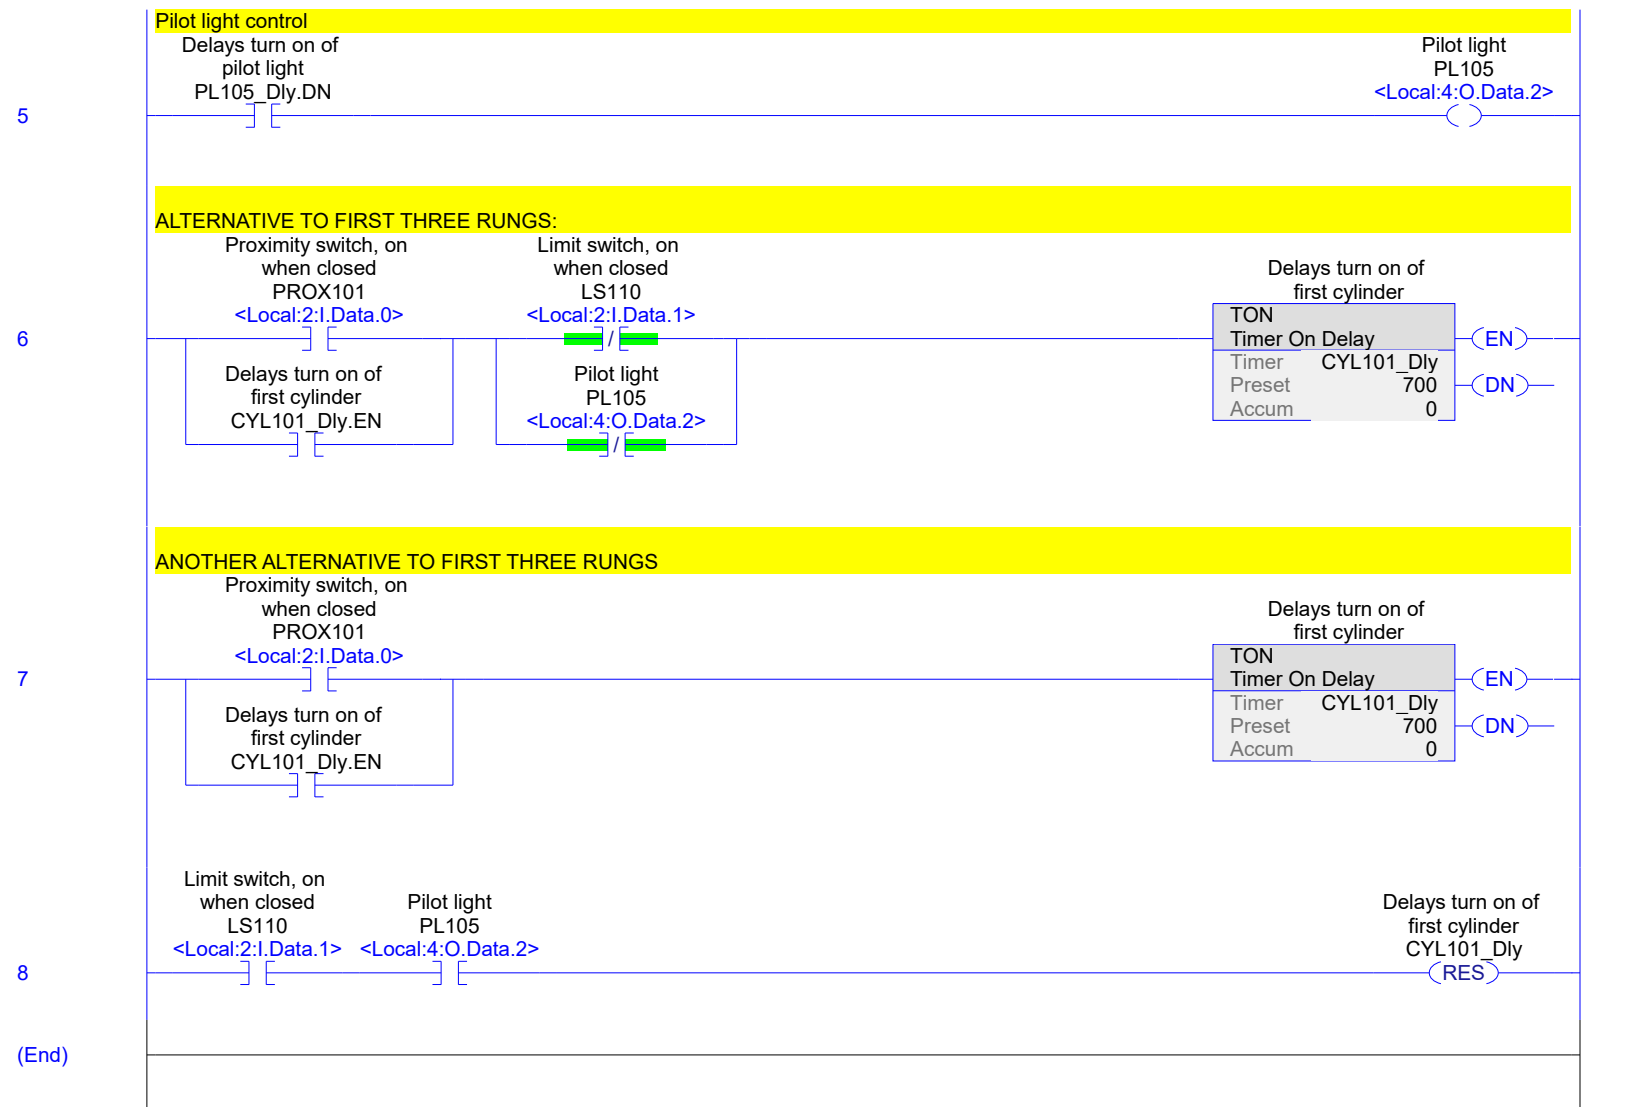 Pilot light control
Delays turn on of
pilot light
PL105_Dly.DN
Pilot light
PL105
<Local:4:O.Data.2>
5
ALTERNATIVE TO FIRST THREE RUNGS:
Proximity switch, on
when closed
PROX101
<Local:2:I.Data.0>
Limit switch, on
when closed
LS110
<Local:2:I.Data.1>
Delays turn on of
first cylinder
6
TON
Timer On Delay
Timer CYL101_Dly
Preset 700
Accum 0
EN
DN
Delays turn on of
first cylinder
CYL101_Dly.EN
Pilot light
PL105
<Local:4:O.Data.2>
ANOTHER ALTERNATIVE TO FIRST THREE RUNGS
Proximity switch, on
when closed
PROX101
<Local:2:I.Data.0>
Delays turn on of
first cylinder
7
TON
Timer On Delay
Timer CYL101_Dly
Preset 700
Accum 0
EN
DN
Delays turn on of
first cylinder
CYL101_Dly.EN
Limit switch, on
when closed
LS110
<Local:2:I.Data.1>
Pilot light
PL105
<Local:4:O.Data.2>
Delays turn on of
first cylinder
CYL101_Dly
8
RES
(End)